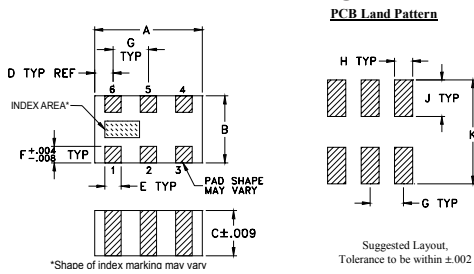 PCB Land Pattern
A
G
TYP
D TYP REF
6 5 4
INDEX AREA*
B
F +.004 -.008 TYP
1 2 3
E TYP
PAD SHAPE
MAY VARY
C±.009
*Shape of index marking may vary
H TYP
J TYP
K
G TYP
Suggested Layout,
Tolerance to be within ±.002